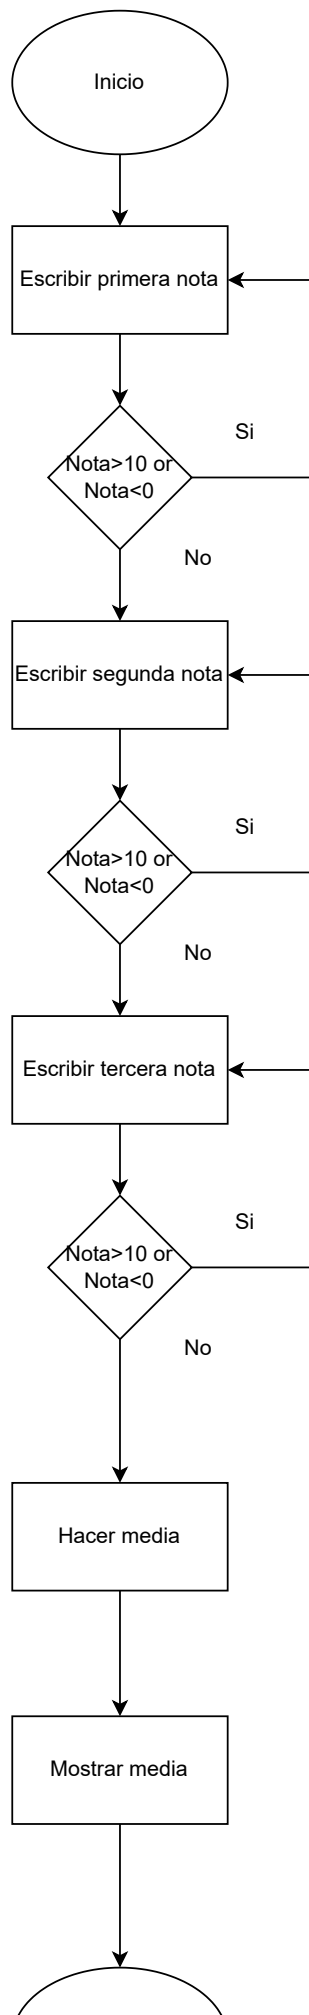 Inicio
Escribir primera nota
Si
Nota>10 or
Nota<0
No
Escribir segunda nota
Si
Nota>10 or
Nota<0
No
Escribir tercera nota
Si
Nota>10 or
Nota<0
No
Hacer media
Mostrar media